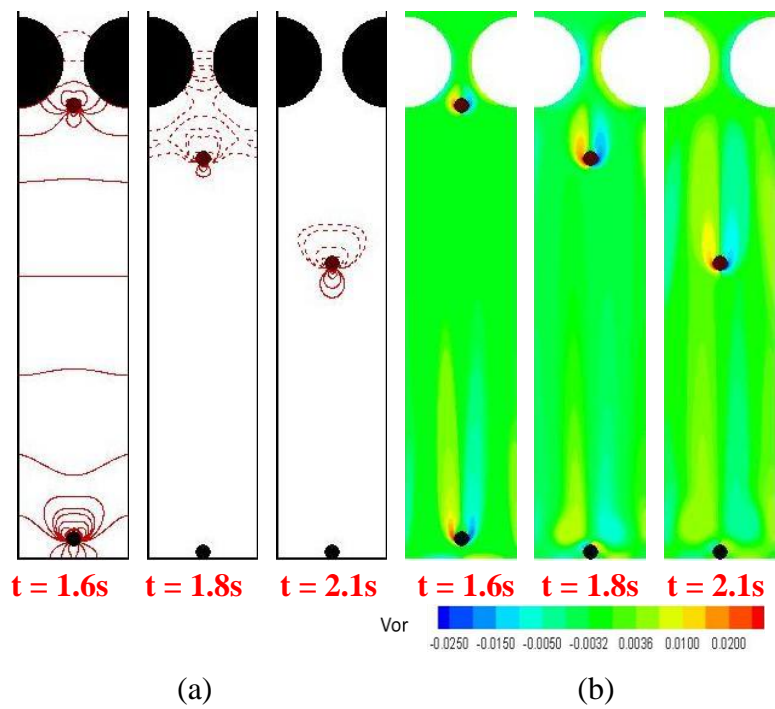 t = 1.6s t = 1.8s t = 2.1s t = 1.6s t = 1.8s t = 2.1s
Vor
-0.0250 -0.0150 -0.0050 -0.0032 0.0036 0.0100 0.0200
(a) (b)